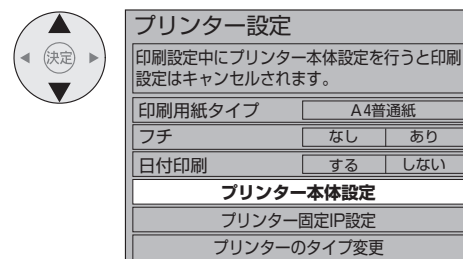 決定
プリンター設定
印刷設定中にプリンター本体設定を行うと印刷
設定はキャンセルされます。
印刷用紙タイプ A4普通紙
フチ なし あり
日付印刷 する しない
プリンター本体設定
プリンター固定IP設定
プリンターのタイプ変更